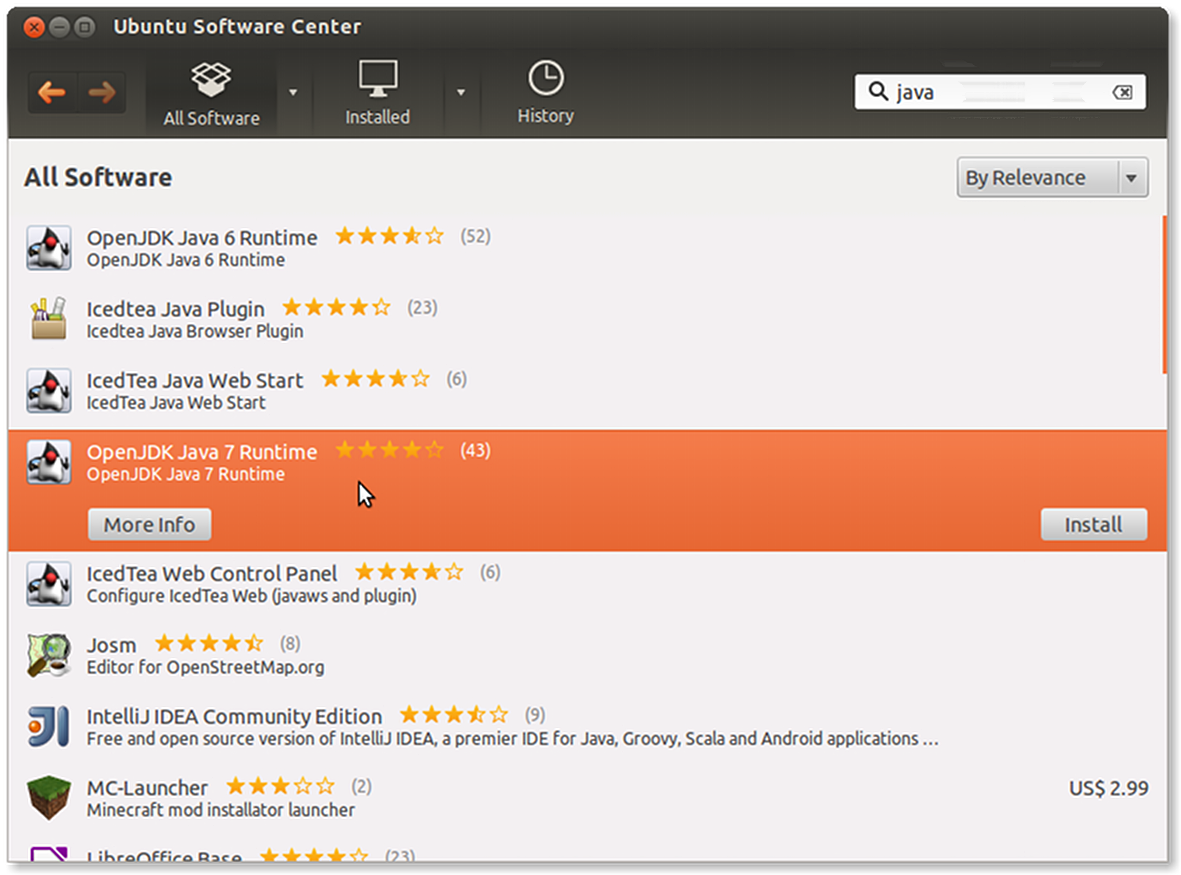 Ubuntu Software Center
All Software
Installed
History
java
All Software
By Relevance
OpenJDK Java 6 Runtime (52)
OpenJDK Java 6 Runtime
Icedtea Java Plugin (23)
Icedtea Java Browser Plugin
IcedTea Java Web Start (6)
IcedTea Java Web Start
OpenJDK Java 7 Runtime (43)
OpenJDK Java 7 Runtime
More Info
Install
IcedTea Web Control Panel (6)
Configure IcedTea Web (javaws and plugin)
Josm (8)
Editor for OpenStreetMap.org
IntelliJ IDEA Community Edition (9)
Free and open source version of IntelliJ IDEA, a premier IDE for Java, Groovy, Scala and Android applications ...
MC-Launcher (2)
US$ 2.99
Minecraft mod installator launcher
LibreOffice Base (23)